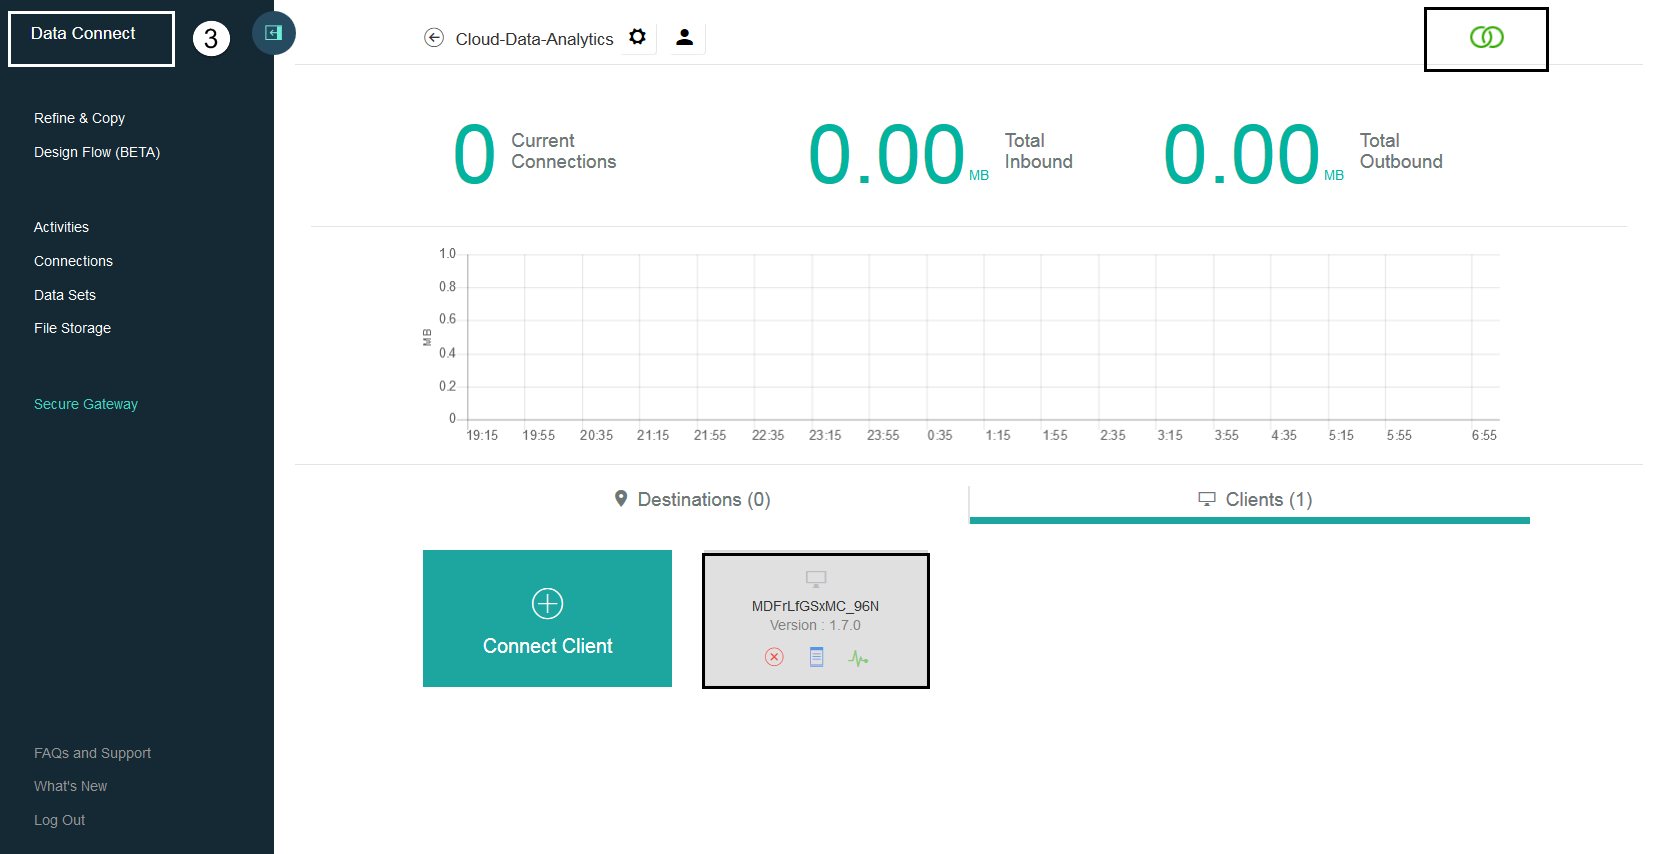 Data Connect
3
Refine & Copy
Design Flow (BETA)
Activities
Connections
Data Sets
File Storage
Secure Gateway
FAQs and Support
What's New
Log Out
Cloud-Data-Analytics
0 Current
Connections
0.00 MB Total
Inbound
0.00 MB Total
Outbound
MB
1.0
0.8
0.6
0.4
0.2
0
19:15 19:55 20:35 21:15 21:55 22:35 23:15 23:55 0:35 1:15 1:55 2:35 3:15 3:55 4:35 5:15 5:55 6:55
Destinations (0)
Clients (1)
Connect Client
MDFrLfGSxMC_96N
Version : 1.7.0